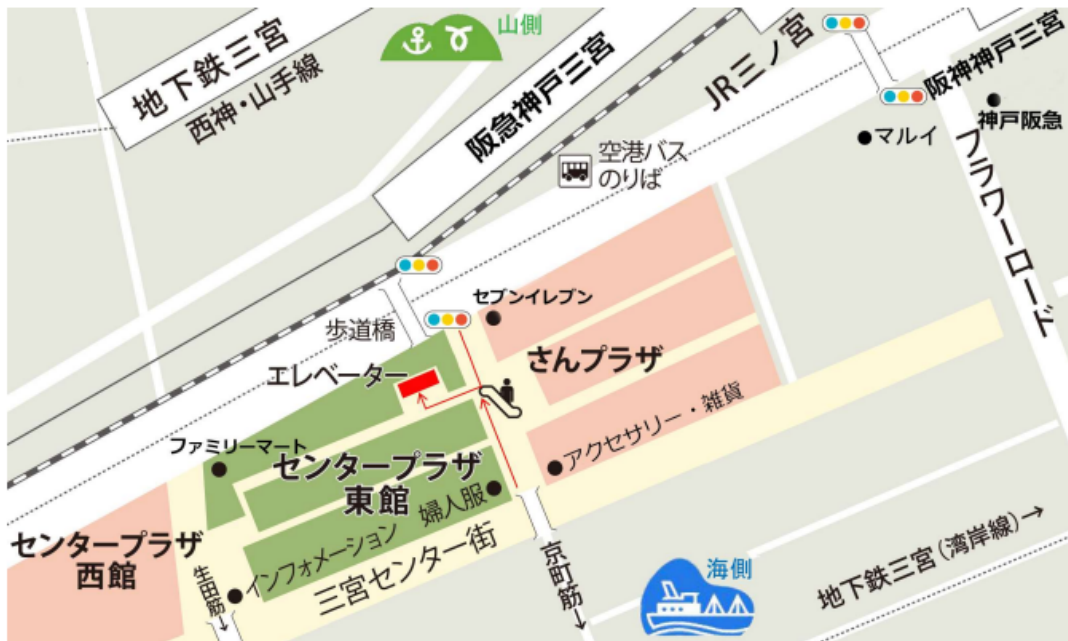 山側
地下鉄三宮
西神・山手線
阪急神戸三宮
JR三ノ宮
阪神神戸三宮
神戸阪急
マルイ
空港バス
のりば
フラワーロード
セブンイレブン
歩道橋
エレベーター
さんプラザ
ファミリーマート
センタープラザ
東館
アクセサリー・雑貨
婦人服
センタープラザ
西館
インフォメーション
三宮センター街
生田筋→
京町筋→
海側
地下鉄三宮(湾岸線)→